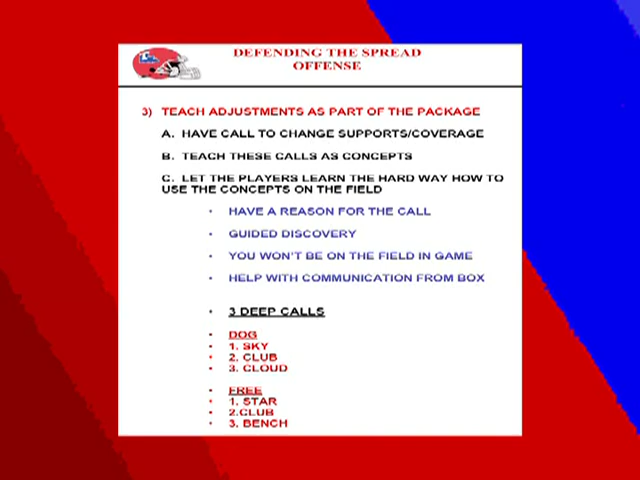 DEFENDING THE SPREAD
OFFENSE
3) TEACH ADJUSTMENTS AS PART OF THE PACKAGE
A. HAVE CALL TO CHANGE SUPPORTS/COVERAGE
B. TEACH THESE CALLS AS CONCEPTS
C. LET THE PLAYERS LEARN THE HARD WAY HOW TO
USE THE CONCEPTS ON THE FIELD
• HAVE A REASON FOR THE CALL
• GUIDED DISCOVERY
• YOU WON'T BE ON THE FIELD IN GAME
• HELP WITH COMMUNICATION FROM BOX
• 3 DEEP CALLS
• DOG
• 1. SKY
• 2. CLUB
• 3. CLOUD
• FREE
• 1. STAR
• 2.CLUB
• 3. BENCH